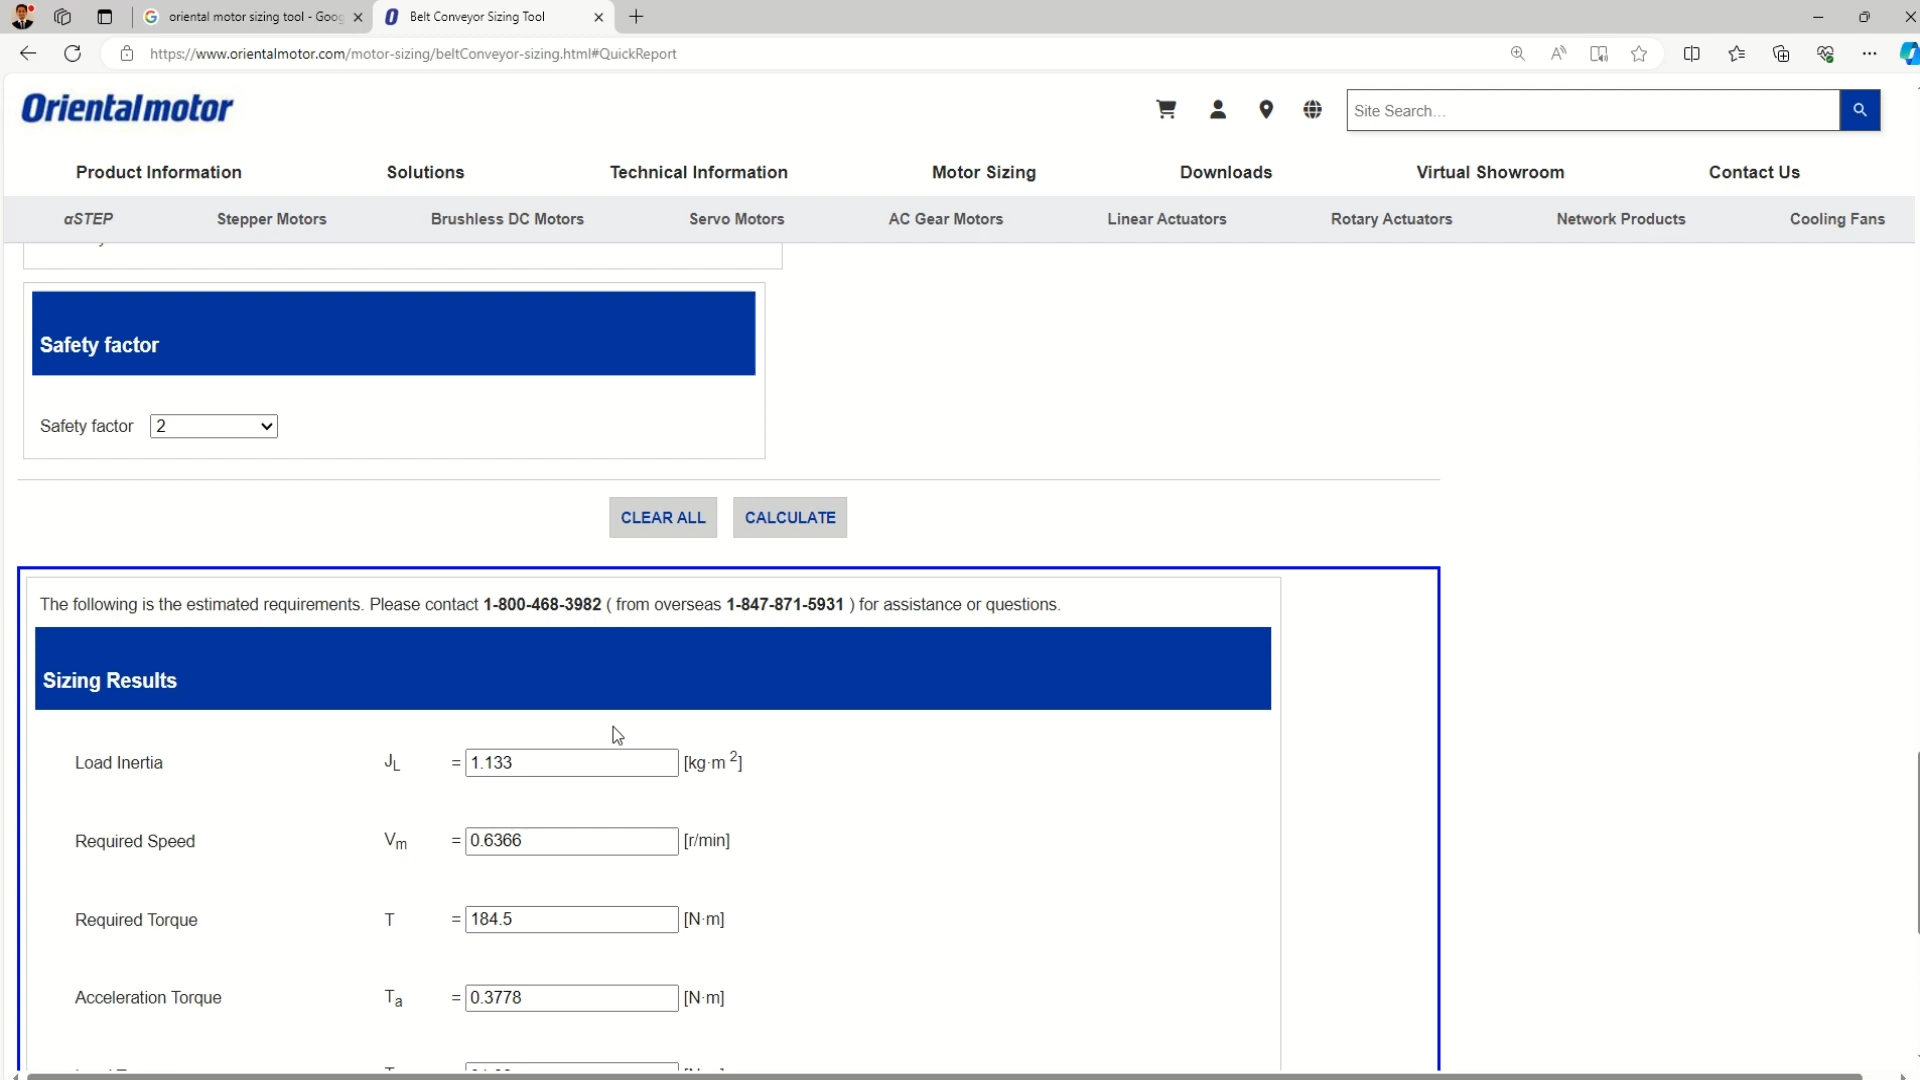 oriental motor sizing tool - Goog
Belt Conveyor Sizing Tool
https://www.orientalmotor.com/motor-sizing/beltConveyor-sizing.html#QuickReport
Orientalmotor
Site Search...
Product Information
Solutions
Technical Information
Motor Sizing
Downloads
Virtual Showroom
Contact Us
αSTEP
Stepper Motors
Brushless DC Motors
Servo Motors
AC Gear Motors
Linear Actuators
Rotary Actuators
Network Products
Cooling Fans
Safety factor
Safety factor 2
CLEAR ALL
CALCULATE
The following is the estimated requirements. Please contact 1-800-468-3982 ( from overseas 1-847-871-5931 ) for assistance or questions.
Sizing Results
Load Inertia JL = 1.133 [kg·m 2]
Required Speed Vm = 0.6366 [r/min]
Required Torque T = 184.5 [N·m]
Acceleration Torque Ta = 0.3778 [N·m]